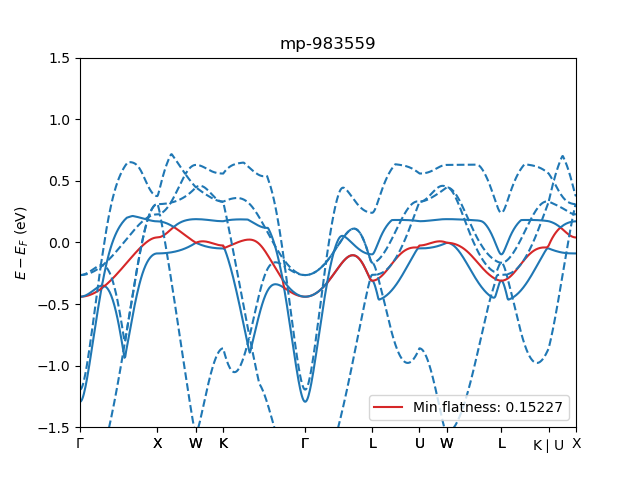 mp-983559
1.5
1.0
0.5
0.0
−0.5
−1.0
−1.5
E − E_F (eV)
Min flatness: 0.15227
Γ X W K Γ L U W L K | U X